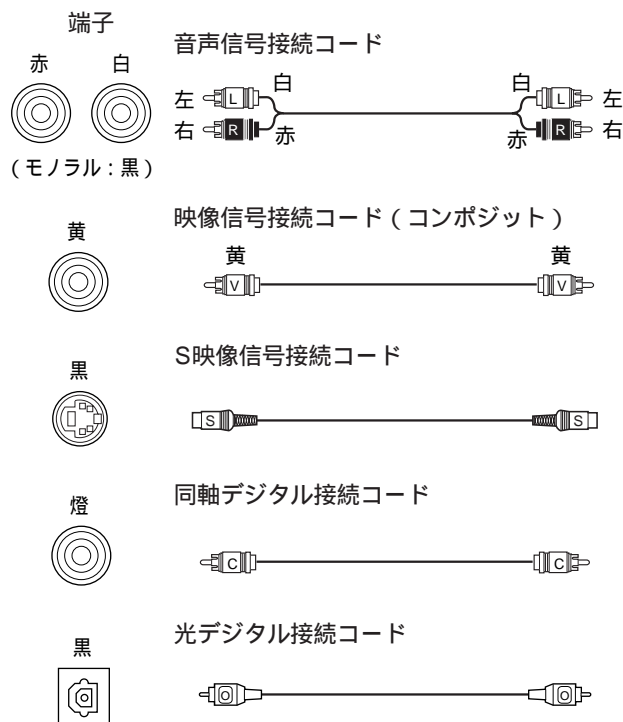 端子
音声信号接続コード
赤 白
白 白
左 L L 左
右 R R 右
赤 赤
(モノラル:黒)
映像信号接続コード(コンポジット)
黄
黄 黄
V V
S映像信号接続コード
黒
S S
同軸デジタル接続コード
燈
C C
光デジタル接続コード
黒
O O